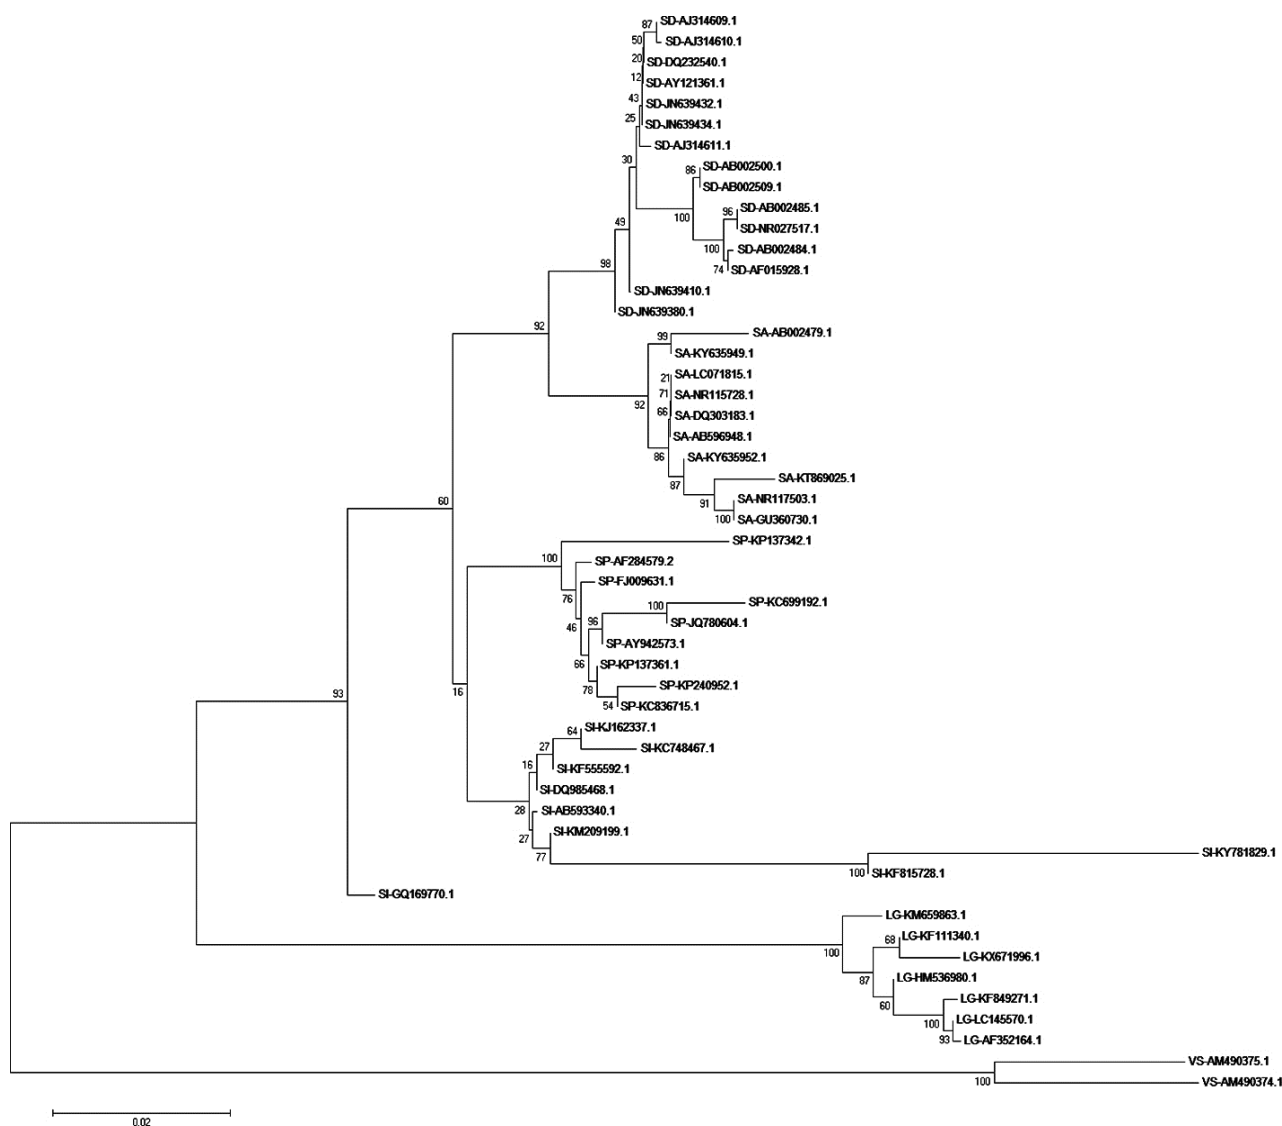 87 SD-AJ314609.1
50 SD-AJ314610.1
20 SD-DQ232540.1
12 SD-AY121361.1
43 SD-JN639432.1
25 SD-JN639434.1
SD-AJ314611.1
30
86 SD-AB002500.1
SD-AB002509.1
100
96 SD-AB002485.1
49 SD-NR027517.1
100 SD-AB002484.1
98 74 SD-AF015928.1
SD-JN639410.1
SD-JN639380.1
92 SA-AB002479.1
99
SA-KY635949.1
21 SA-LC071815.1
71 SA-NR115728.1
92
66 SA-DQ303183.1
SA-AB596948.1
86 SA-KY635952.1
87 SA-KT869025.1
60 91 SA-NR117503.1
100 SA-GU360730.1
SP-KP137342.1
100 SP-AF284579.2
SP-FJ009631.1
76
100 SP-KC699192.1
46 96 SP-JQ780604.1
SP-AY942573.1
66 SP-KP137361.1
93 16 78 SP-KP240952.1
54 SP-KC836715.1
64 SI-KJ162337.1
27 SI-KC748467.1
16 SI-KF555592.1
SI-DQ985468.1
28 SI-AB593340.1
27 SI-KM209199.1
77 SI-KY781829.1
100 SI-KF815728.1
SI-GQ169770.1
LG-KM659863.1
68 LG-KF111340.1
100 LG-KX671996.1
87 LG-HM536980.1
60 LG-KF849271.1
100 LG-LC145570.1
93 LG-AF352164.1
VS-AM490375.1
100 VS-AM490374.1
0.02